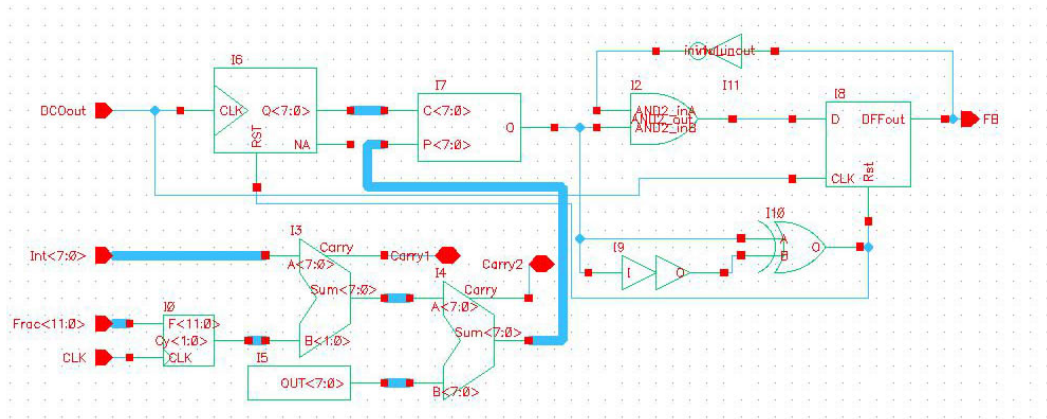 I6
I7
I2
I11
I8
DCOout
CLK
Q<7:0>
RST
NA
C<7:0>
P<7:0>
O
AND2_inA
AND2_out
AND2_inB
D
DFFout
CLK
Rst
FB
I10
A
B
O
I9
I
O
Int<7:0>
I3
Carry
A<7:0>
Sum<7:0>
B<1:0>
Carry1
Carry2
I4
Carry
A<7:0>
Sum<7:0>
B<7:0>
Frac<11:0>
CLK
I0
F<11:0>
Cy<1:0>
CLK
I5
OUT<7:0>